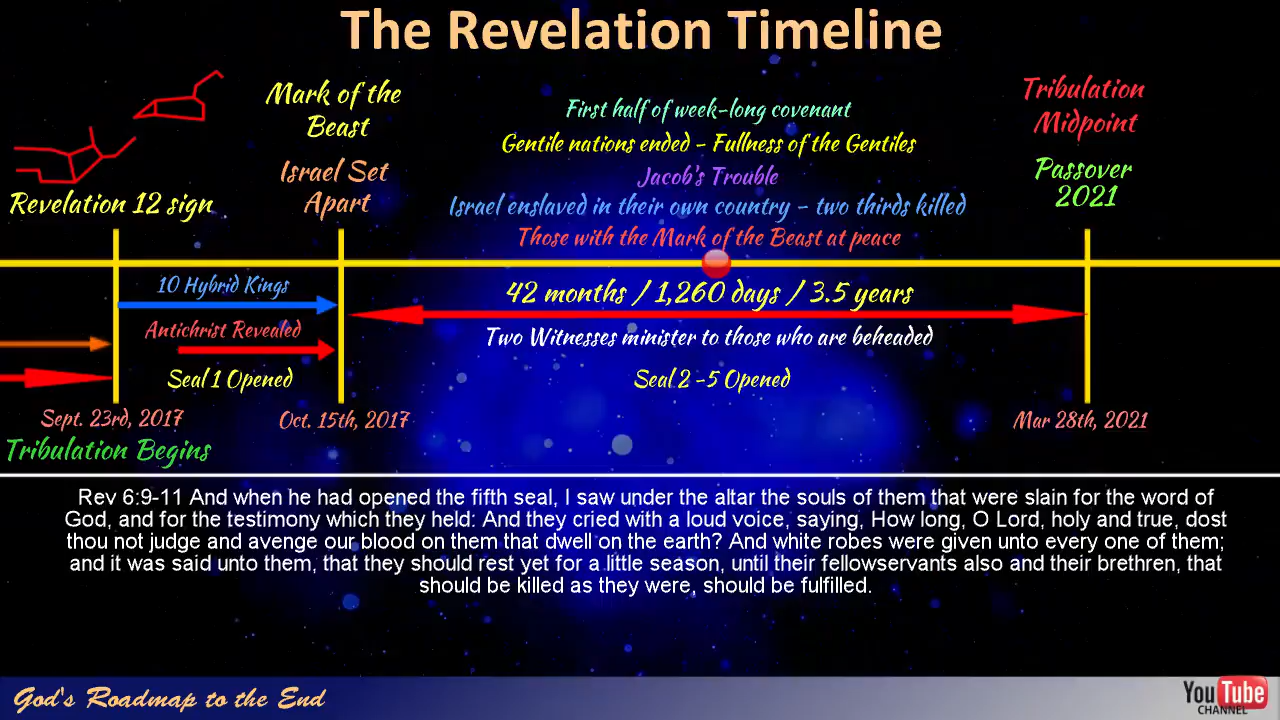 The Revelation Timeline
Mark of the
Beast
Israel Set
Apart
Revelation 12 sign
First half of week-long covenant
Gentile nations ended - Fullness of the Gentiles
Jacob's Trouble
Israel enslaved in their own country - two thirds killed
Those with the Mark of the Beast at peace
Tribulation
Midpoint
Passover
2021
10 Hybrid Kings
Antichrist Revealed
Seal 1 Opened
42 months / 1,260 days / 3.5 years
Two Witnesses minister to those who are beheaded
Seal 2 -5 Opened
Sept. 23rd, 2017
Tribulation Begins
Oct. 15th, 2017
Mar 28th, 2021
Rev 6:9-11 And when he had opened the fifth seal, I saw under the altar the souls of them that were slain for the word of
God, and for the testimony which they held: And they cried with a loud voice, saying, How long, O Lord, holy and true, dost
thou not judge and avenge our blood on them that dwell on the earth? And white robes were given unto every one of them;
and it was said unto them, that they should rest yet for a little season, until their fellowservants also and their brethren, that
should be killed as they were, should be fulfilled.
God's Roadmap to the End
YouTube
CHANNEL